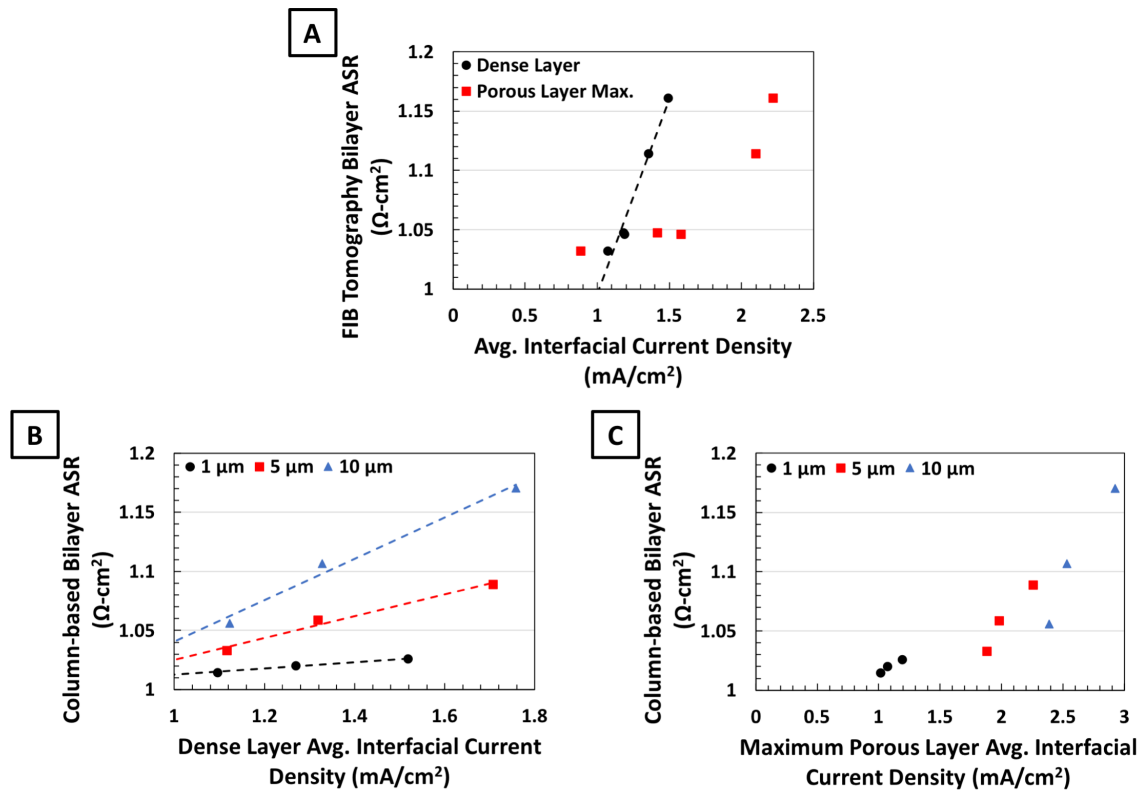 A
FIB Tomography Bilayer ASR
(Ω-cm²)
1.2
1.15
1.1
1.05
1
Dense Layer
Porous Layer Max.
0 0.5 1 1.5 2 2.5
Avg. Interfacial Current Density
(mA/cm²)
B
Column-based Bilayer ASR
(Ω-cm²)
1.2
1.15
1.1
1.05
1
1 µm 5 µm 10 µm
1 1.2 1.4 1.6 1.8
Dense Layer Avg. Interfacial Current
Density (mA/cm²)
C
Column-based Bilayer ASR
(Ω-cm²)
1.2
1.15
1.1
1.05
1
1 µm 5 µm 10 µm
0 0.5 1 1.5 2 2.5 3
Maximum Porous Layer Avg. Interfacial
Current Density (mA/cm²)